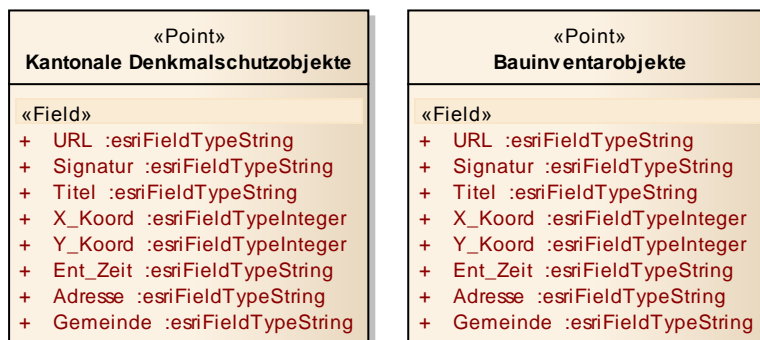 «Point»
Kantonale Denkmalschutzobjekte
«Field»
+ URL :esriFieldTypeString
+ Signatur :esriFieldTypeString
+ Titel :esriFieldTypeString
+ X_Koord :esriFieldTypeInteger
+ Y_Koord :esriFieldTypeInteger
+ Ent_Zeit :esriFieldTypeString
+ Adresse :esriFieldTypeString
+ Gemeinde :esriFieldTypeString
«Point»
Bauinventarobjekte
«Field»
+ URL :esriFieldTypeString
+ Signatur :esriFieldTypeString
+ Titel :esriFieldTypeString
+ X_Koord :esriFieldTypeInteger
+ Y_Koord :esriFieldTypeInteger
+ Ent_Zeit :esriFieldTypeString
+ Adresse :esriFieldTypeString
+ Gemeinde :esriFieldTypeString